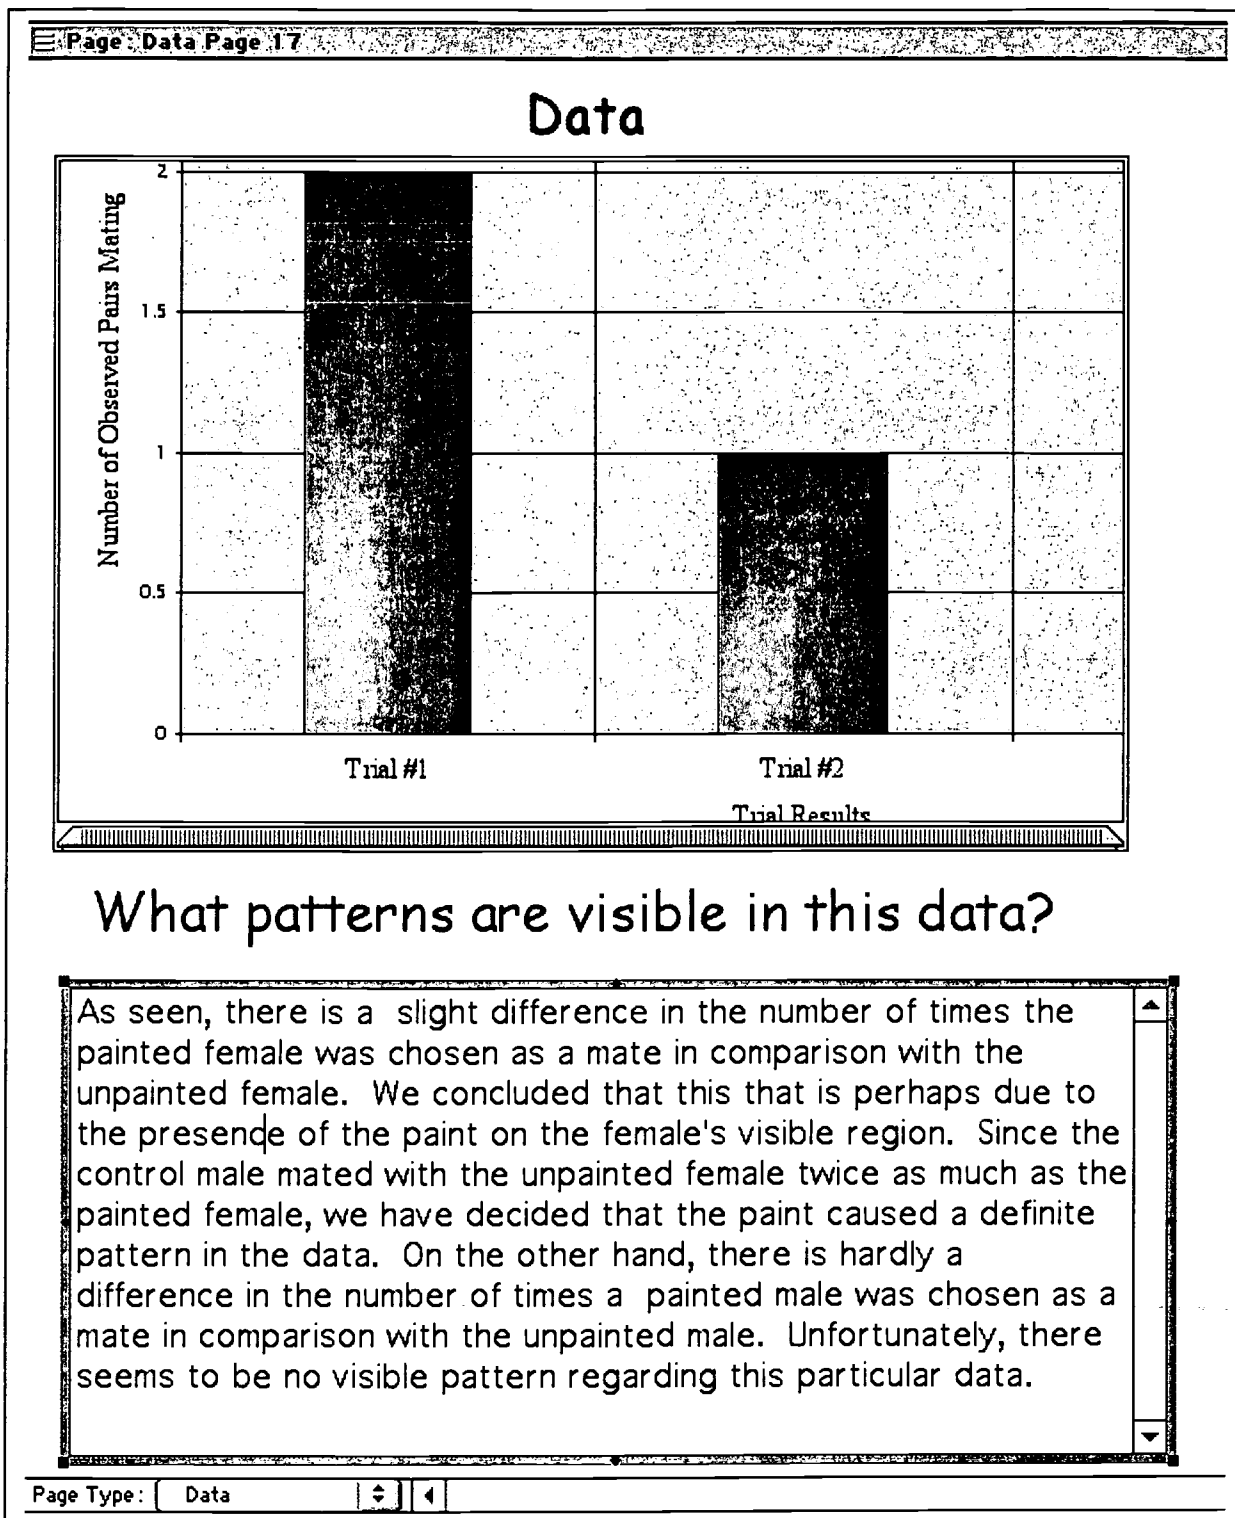 Page: Data Page 17
Data
Number of Observed Pairs Mating
2
1.5
1
0.5
0
Trial #1
Trial #2
Trial Results
What patterns are visible in this data?
As seen, there is a slight difference in the number of times the
painted female was chosen as a mate in comparison with the
unpainted female. We concluded that this that is perhaps due to
the presence of the paint on the female's visible region. Since the
control male mated with the unpainted female twice as much as the
painted female, we have decided that the paint caused a definite
pattern in the data. On the other hand, there is hardly a
difference in the number of times a painted male was chosen as a
mate in comparison with the unpainted male. Unfortunately, there
seems to be no visible pattern regarding this particular data.
Page Type: Data